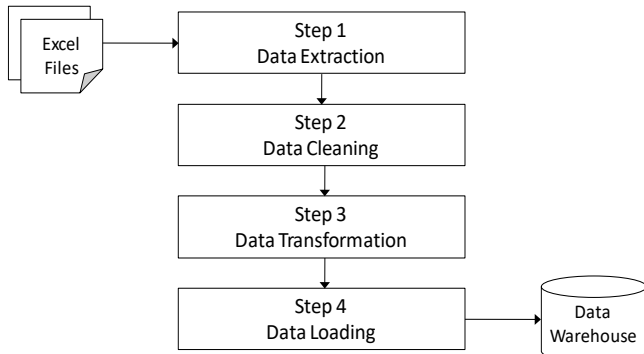 Excel
Files
Step 1
Data Extraction
Step 2
Data Cleaning
Step 3
Data Transformation
Step 4
Data Loading
Data
Warehouse